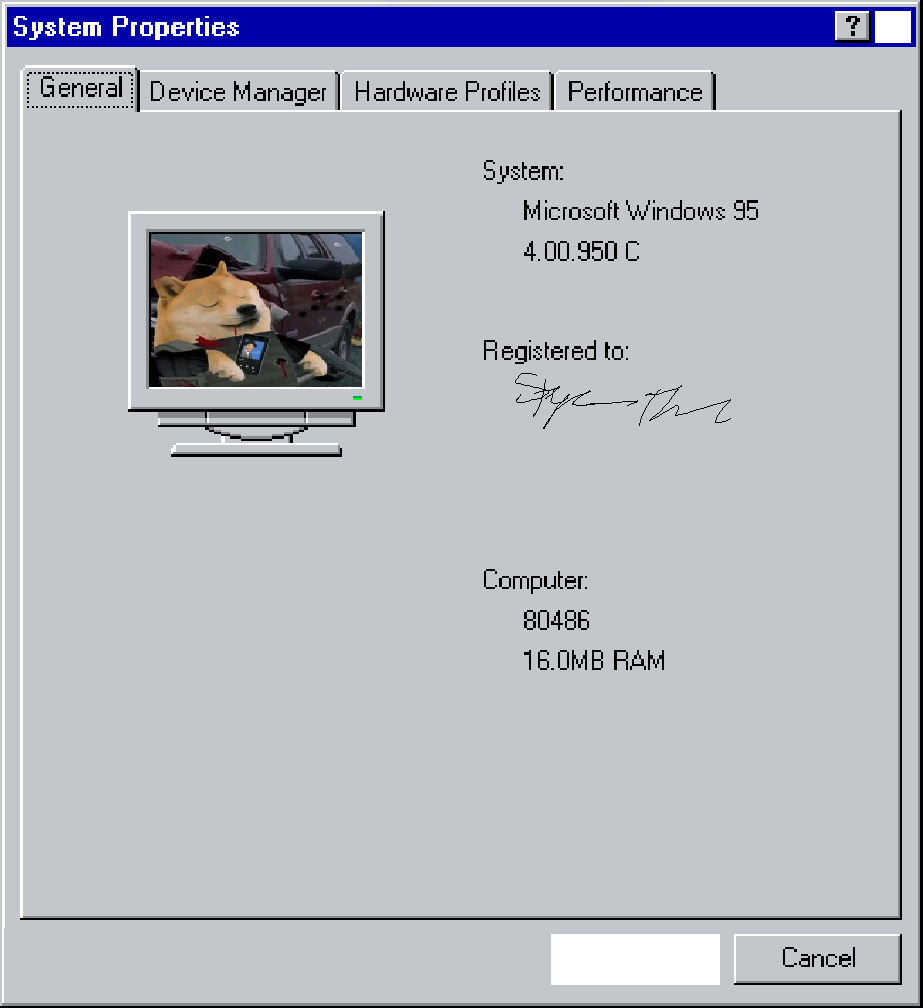 System Properties
?
General
Device Manager
Hardware Profiles
Performance
System:
Microsoft Windows 95
4.00.950 C
Registered to:
Computer:
80486
16.0MB RAM
Cancel